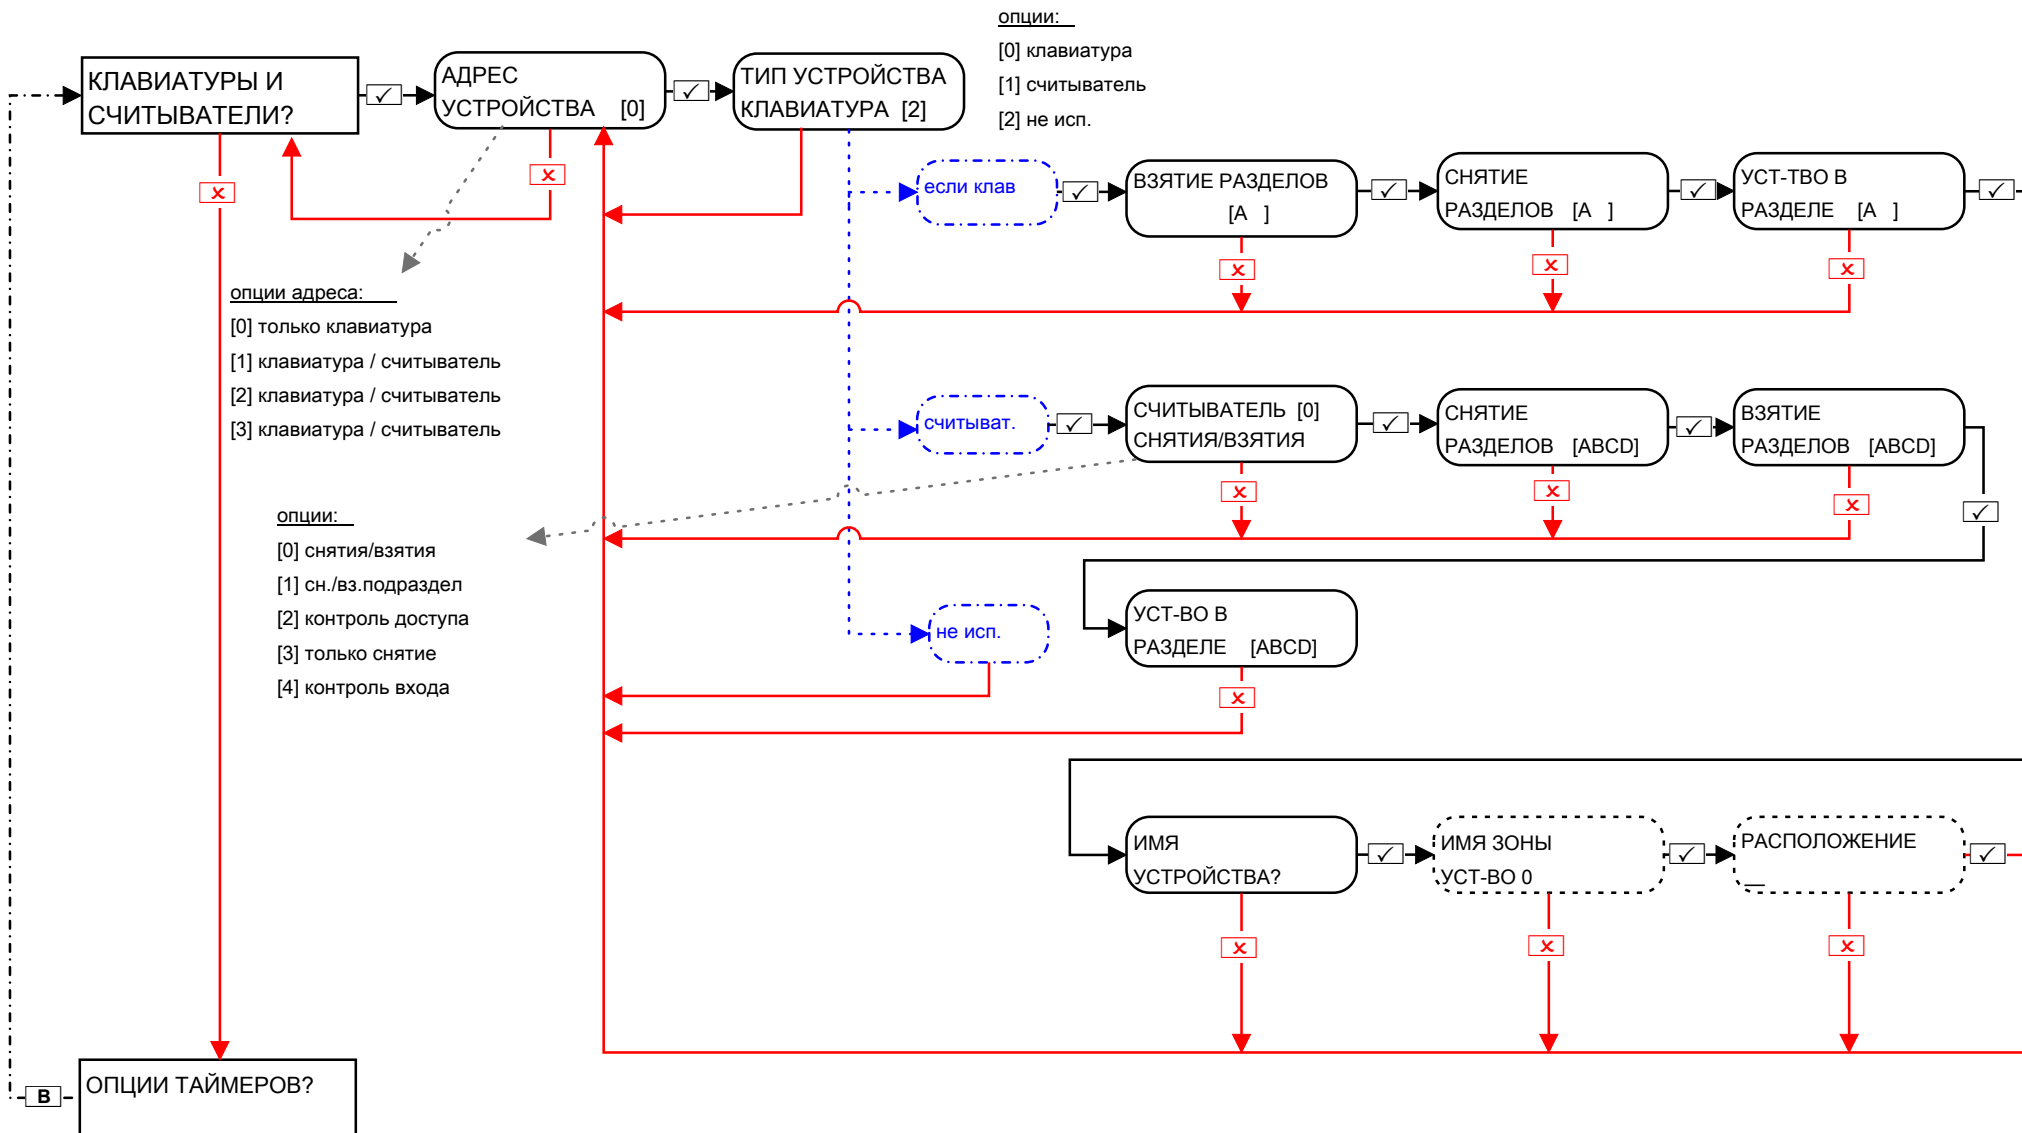 опции:
[0] клавиатура
[1] считыватель
[2] не исп.
КЛАВИАТУРЫ И
СЧИТЫВАТЕЛИ?
АДРЕС
УСТРОЙСТВА [0]
ТИП УСТРОЙСТВА
КЛАВИАТУРА [2]
если клав
ВЗЯТИЕ РАЗДЕЛОВ
[A ]
СНЯТИЕ
РАЗДЕЛОВ [A ]
УСТ-ТВО В
РАЗДЕЛЕ [A ]
опции адреса:
[0] только клавиатура
[1] клавиатура / считыватель
[2] клавиатура / считыватель
[3] клавиатура / считыватель
считыват.
СЧИТЫВАТЕЛЬ [0]
СНЯТИЯ/ВЗЯТИЯ
СНЯТИЕ
РАЗДЕЛОВ [ABCD]
ВЗЯТИЕ
РАЗДЕЛОВ [ABCD]
опции:
[0] снятия/взятия
[1] сн./вз.подраздел
[2] контроль доступа
[3] только снятие
[4] контроль входа
не исп.
УСТ-ВО В
РАЗДЕЛЕ [ABCD]
ИМЯ
УСТРОЙСТВА?
ИМЯ ЗОНЫ
УСТ-ВО 0
РАСПОЛОЖЕНИЕ
__
B
ОПЦИИ ТАЙМЕРОВ?